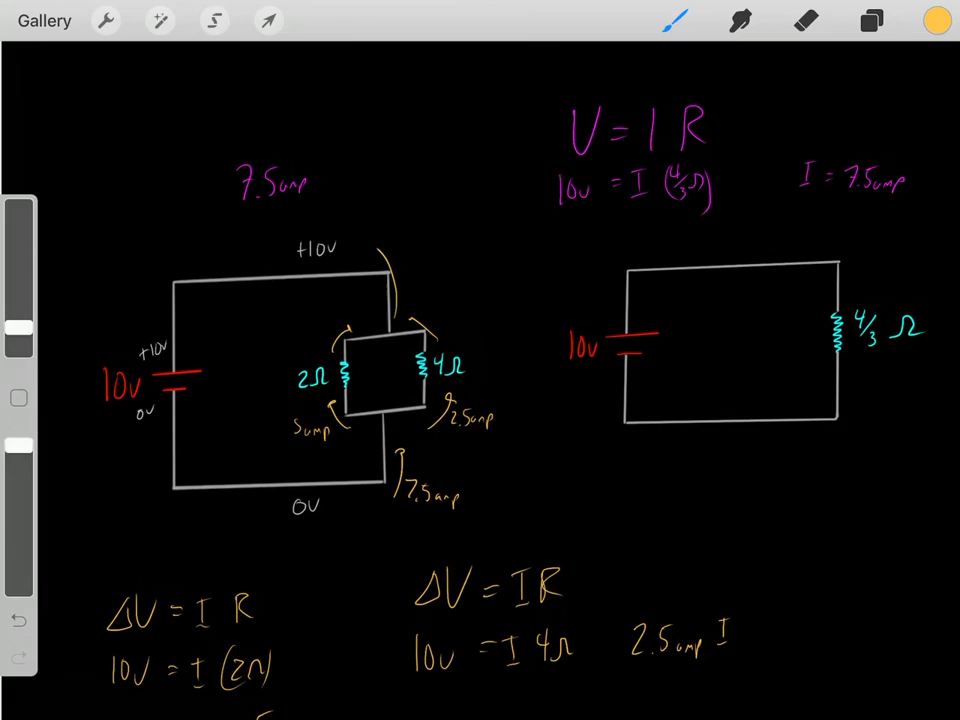 Gallery
V = I R
10v = I (4/3 Ω)
I = 7.5amp
7.5amp
+10v
+10v
10v
0v
2Ω
4Ω
5amp
2.5amp
7.5amp
0v
10v
4/3 Ω
ΔV = I R
10v = I (2Ω)
5
ΔV = I R
10v = I 4Ω
2.5amp I